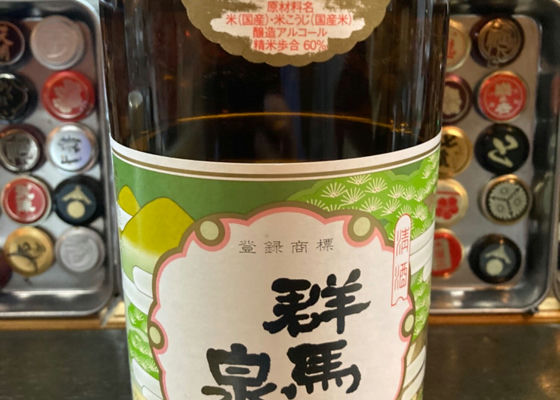 原材料名
米(国産)・米こうじ(国産米)
醸造アルコール
精米歩合 60%
登録商標
清酒
群馬
泉